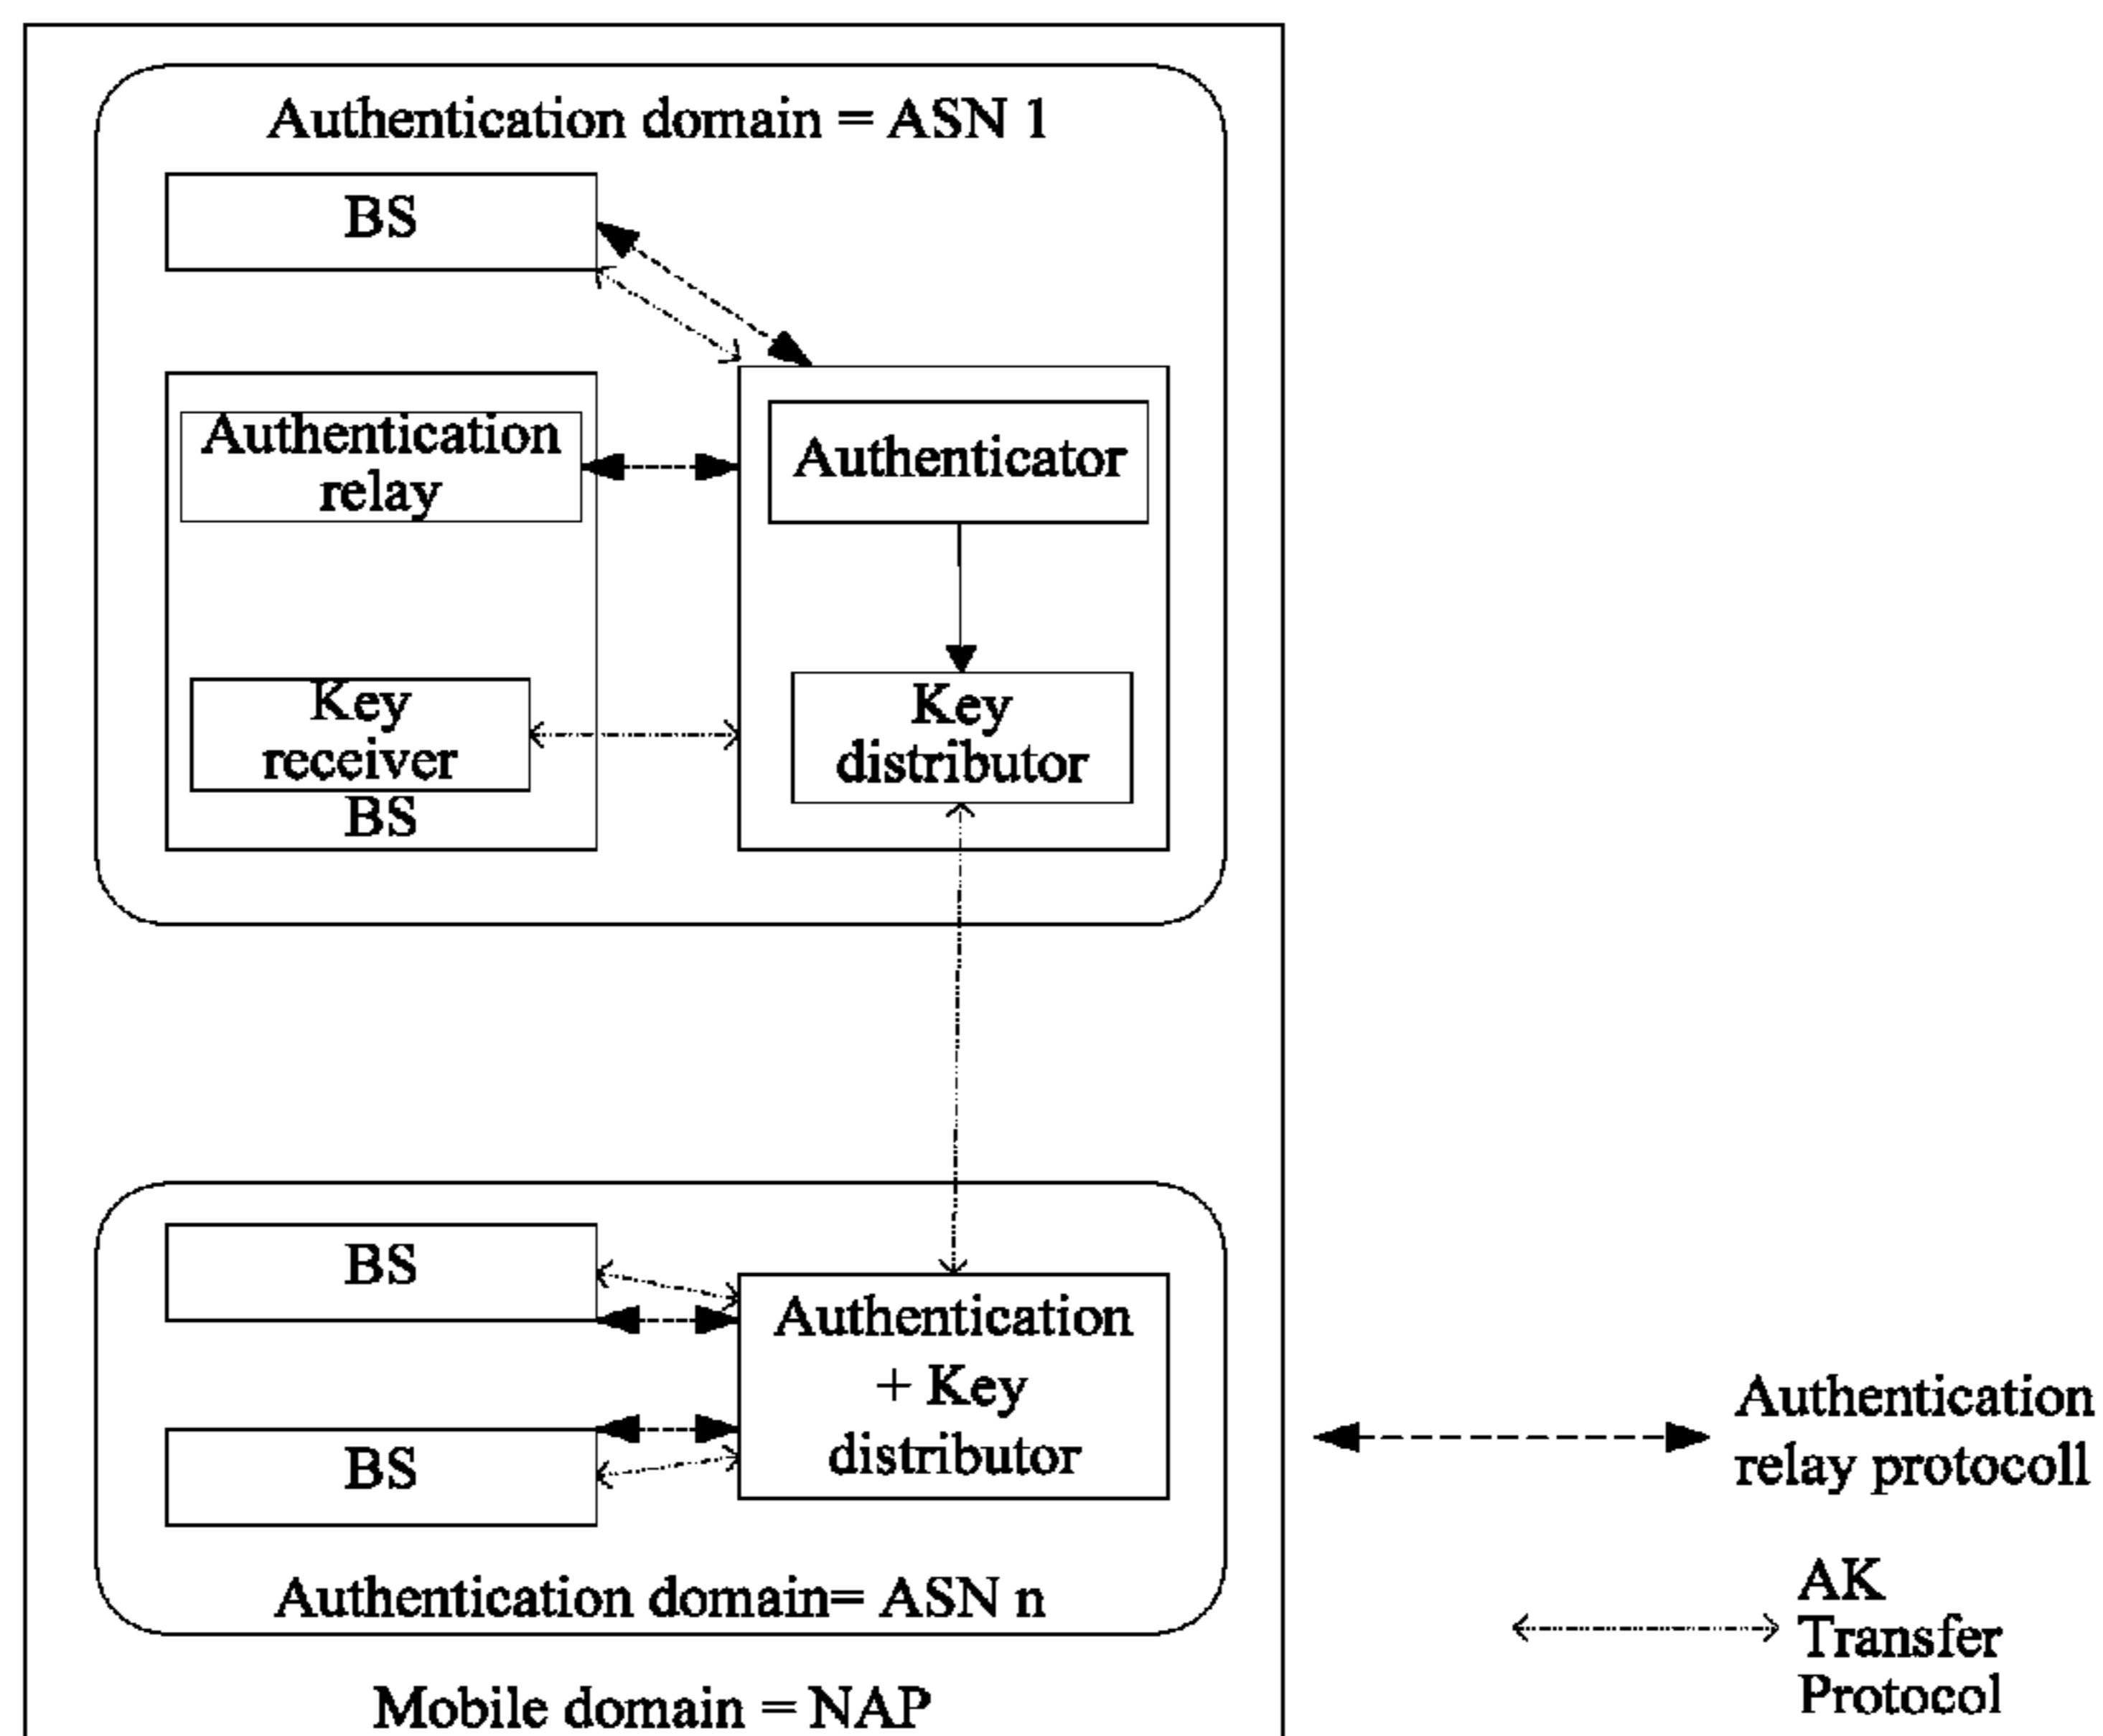 Authentication domain = ASN 1
BS
Authentication
relay
Authenticator
Key
receiver
BS
Key
distributor
BS
BS
Authentication
+ Key
distributor
Authentication domain= ASN n
Mobile domain = NAP
Authentication
relay protocoll
AK
Transfer
Protocol